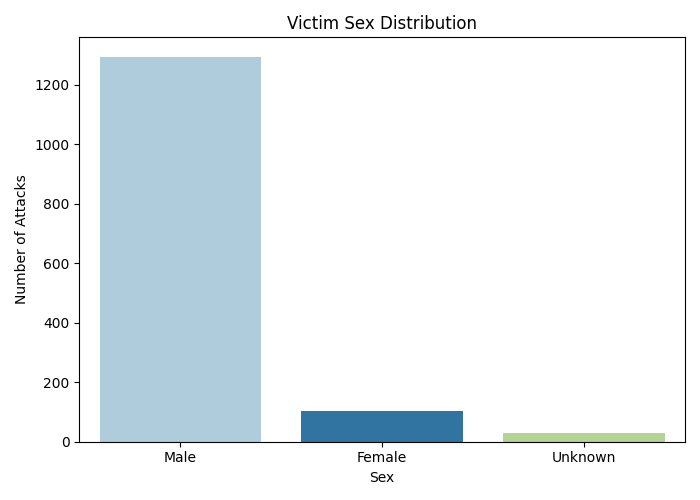 Victim Sex Distribution
Number of Attacks
1200
1000
800
600
400
200
0
Male Female Unknown
Sex